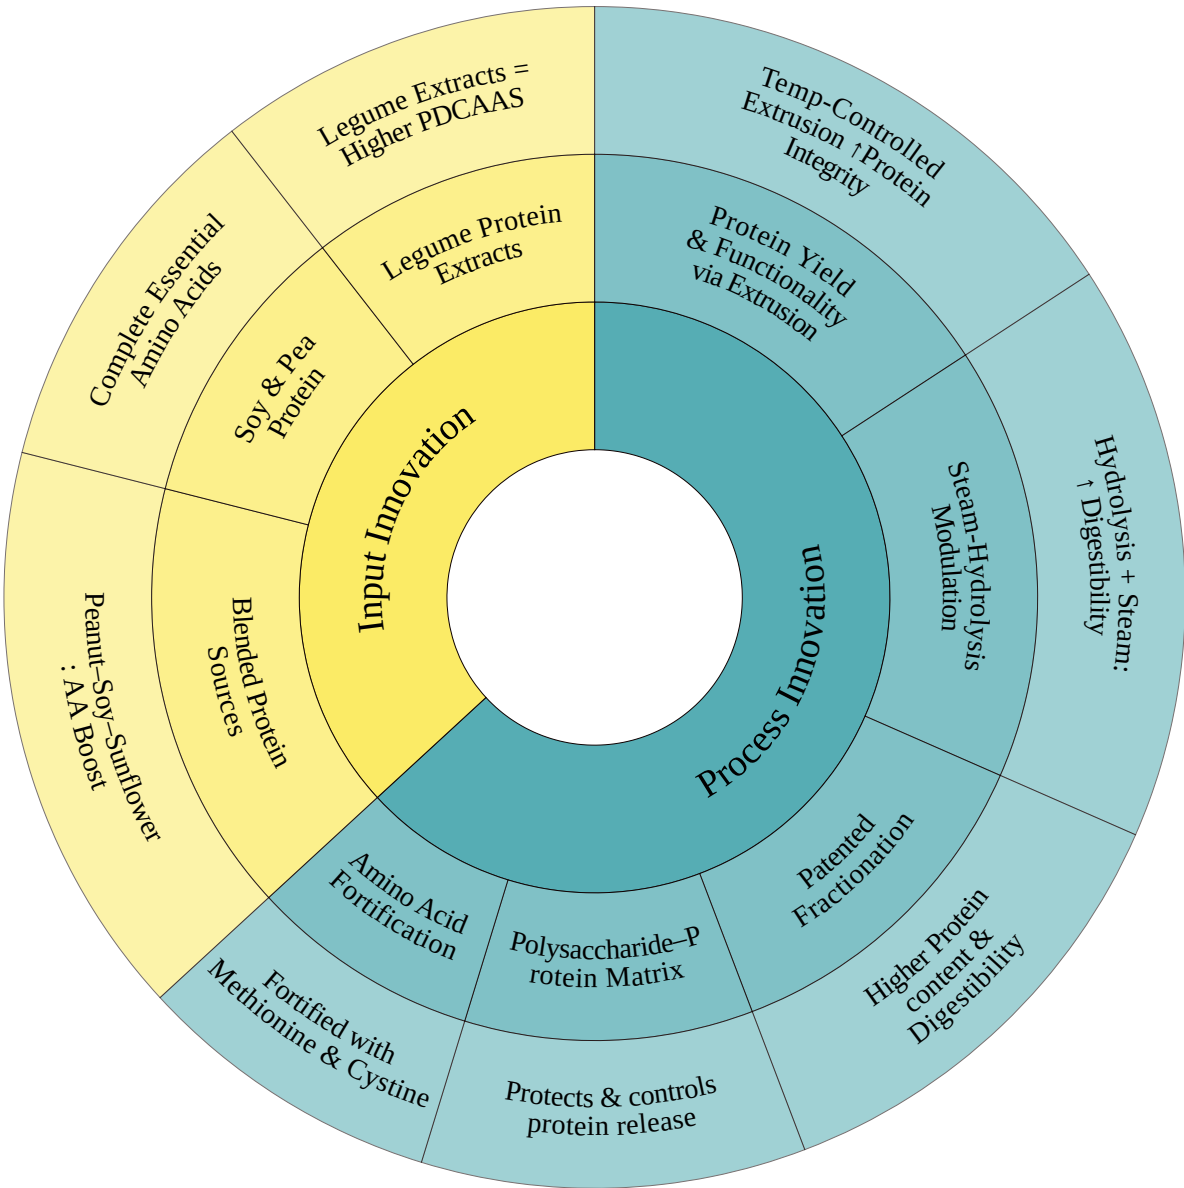 Input Innovation
Process Innovation
Legume Protein
Extracts
Soy & Pea
Protein
Blended Protein
Sources
Protein Yield
& Functionality
via Extrusion
Steam-Hydrolysis
Modulation
Patented
Fractionation
Polysaccharide–P
rotein Matrix
Amino Acid
Fortification
Legume Extracts =
Higher PDCAAS
Complete Essential
Amino Acids
Peanut–Soy–Sunflower
: AA Boost
Temp-Controlled
Extrusion ↑Protein
Integrity
Hydrolysis + Steam:
↑ Digestibility
Higher Protein
content &
Digestibility
Protects & controls
protein release
Fortified with
Methionine & Cystine